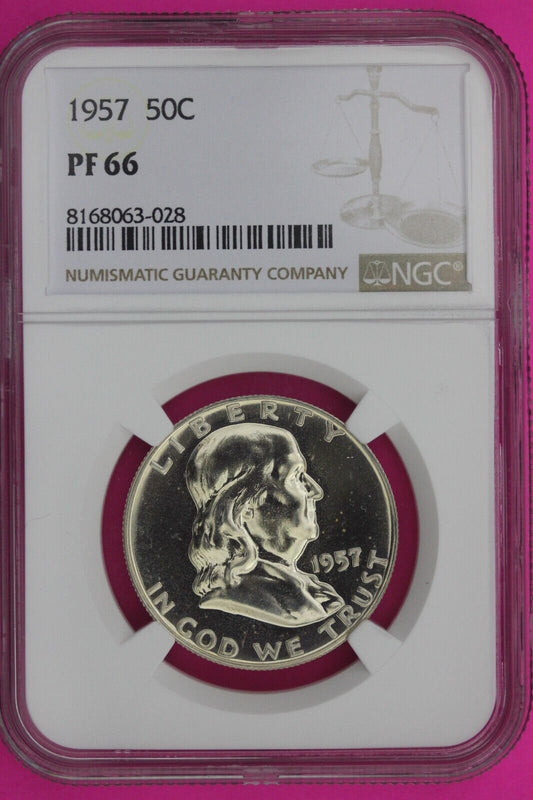 1957 50C
PF 66
8168063-028
NUMISMATIC GUARANTY COMPANY
NGC®
LIBERTY
1957
IN GOD WE TRUST